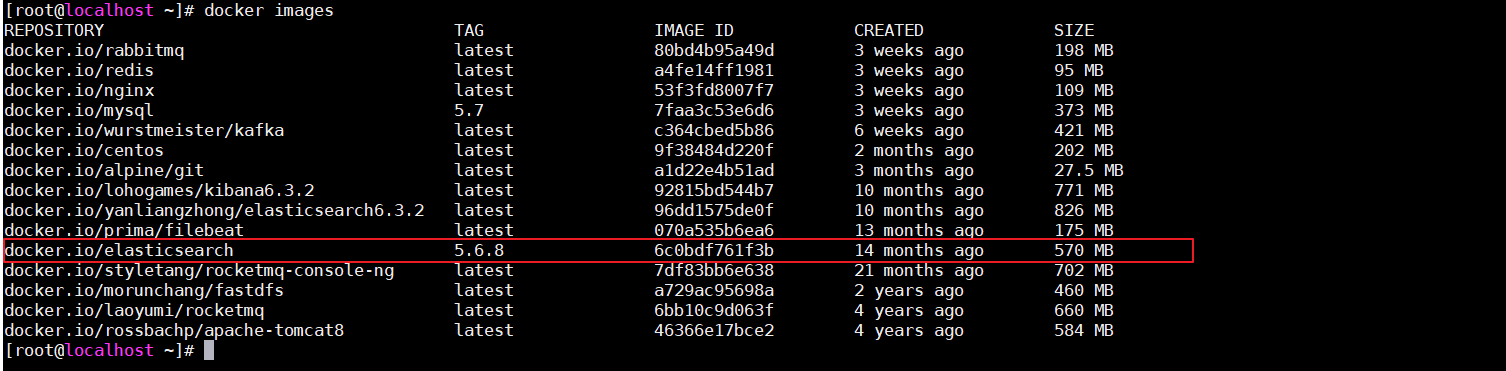 [root@localhost ~]# docker images
REPOSITORY TAG IMAGE ID CREATED SIZE
docker.io/rabbitmq latest 80bd4b95a49d 3 weeks ago 198 MB
docker.io/redis latest a4fe14ff1981 3 weeks ago 95 MB
docker.io/nginx latest 53f3fd8007f7 3 weeks ago 109 MB
docker.io/mysql 5.7 7faa3c53e6d6 3 weeks ago 373 MB
docker.io/wurstmeister/kafka latest c364cbed5b86 6 weeks ago 421 MB
docker.io/centos latest 9f38484d220f 2 months ago 202 MB
docker.io/alpine/git latest a1d22e4b51ad 3 months ago 27.5 MB
docker.io/lohogames/kibana6.3.2 latest 92815bd544b7 10 months ago 771 MB
docker.io/yanliangzhong/elasticsearch6.3.2 latest 96dd1575de0f 10 months ago 826 MB
docker.io/prima/filebeat latest 070a535b6ea6 13 months ago 175 MB
docker.io/elasticsearch 5.6.8 6c0bdf761f3b 14 months ago 570 MB
docker.io/styletang/rocketmq-console-ng latest 7df83bb6e638 21 months ago 702 MB
docker.io/morunchang/fastdfs latest a729ac95698a 2 years ago 460 MB
docker.io/laoyumi/rocketmq latest 6bb10c9d063f 4 years ago 660 MB
docker.io/rossbachp/apache-tomcat8 latest 46366e17bce2 4 years ago 584 MB
[root@localhost ~]#